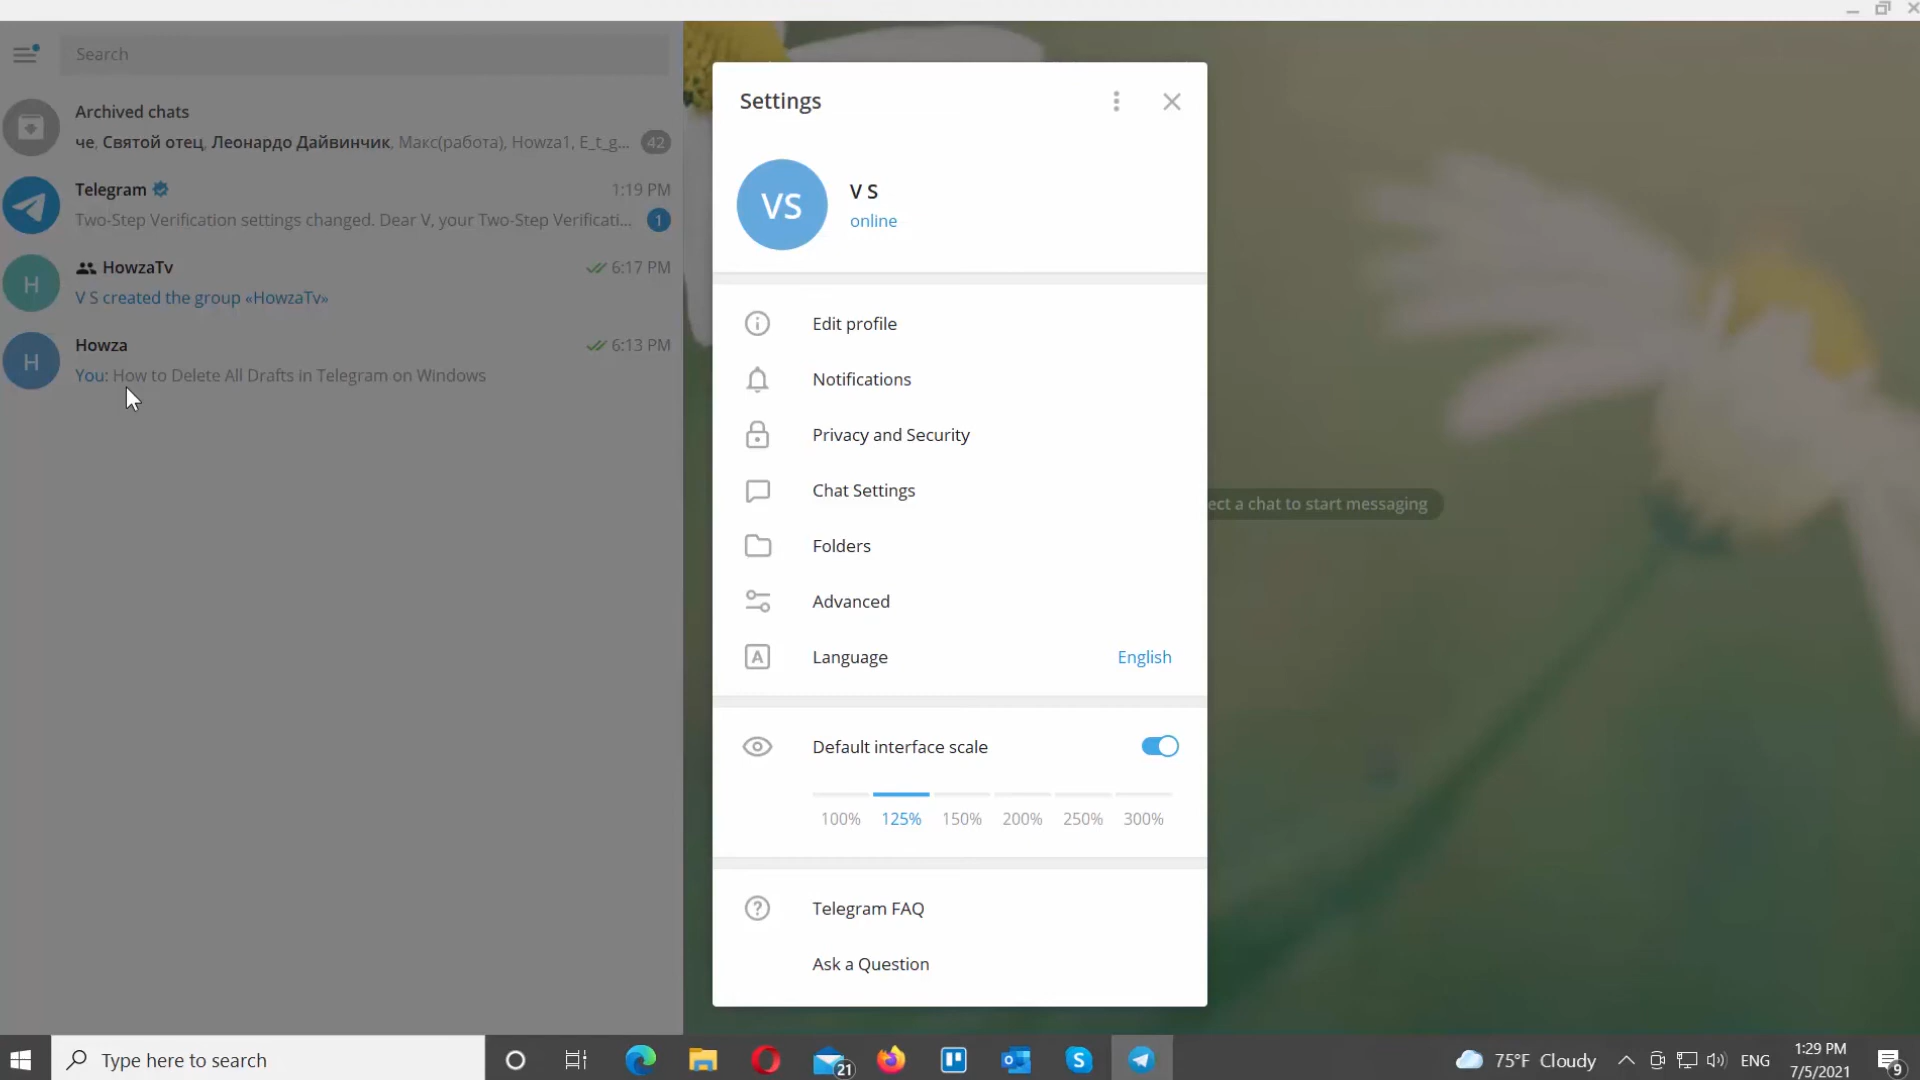 Search
Archived chats
че, Святой отец, Леонардо Дайвинчик, Макс(работа), Howza1, E_t_g... 42
Telegram 1:19 PM
Two-Step Verification settings changed. Dear V, your Two-Step Verificati... 1
H HowzaTv 6:17 PM
V S created the group «HowzaTv»
H Howza 6:13 PM
You: How to Delete All Drafts in Telegram on Windows
Settings
VS V S
online
Edit profile
Notifications
Privacy and Security
Chat Settings
Folders
Advanced
A Language English
Default interface scale
100% 125% 150% 200% 250% 300%
? Telegram FAQ
Ask a Question
ect a chat to start messaging
Type here to search
21
S
75°F Cloudy
ENG
1:29 PM
7/5/2021
9